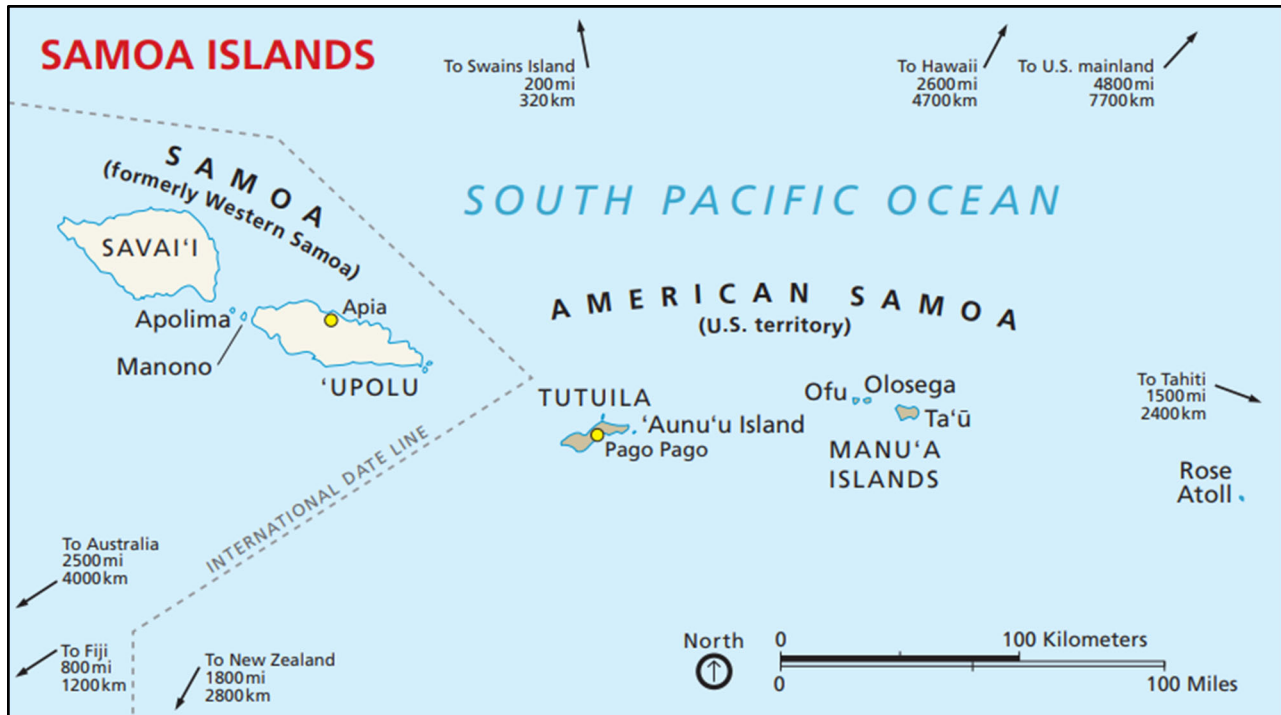 SAMOA ISLANDS
To Swains Island
200mi
320km
To Hawaii
2600mi
4700km
To U.S. mainland
4800mi
7700km
SAMOA
(formerly Western Samoa)
SOUTH PACIFIC OCEAN
SAVAI‘I
Apolima
Manono
Apia
‘UPOLU
AMERICAN SAMOA
(U.S. territory)
TUTUILA
‘Aunu‘u Island
Pago Pago
Ofu
Olosega
Ta‘ū
MANU‘A
ISLANDS
To Tahiti
1500mi
2400km
Rose
Atoll
INTERNATIONAL DATE LINE
To Australia
2500mi
4000km
To Fiji
800mi
1200km
To New Zealand
1800mi
2800km
North
0
100 Kilometers
0
100 Miles